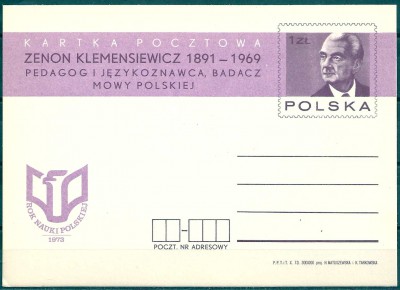 KARTKA POCZTOWA
ZENON KLEMENSIEWICZ 1891–1969
PEDAGOG I JĘZYKOZNAWCA, BADACZ
MOWY POLSKIEJ
1 ZŁ
POLSKA
ROK NAUKI POLSKIEJ
1973
POCZT. NR ADRESOWY